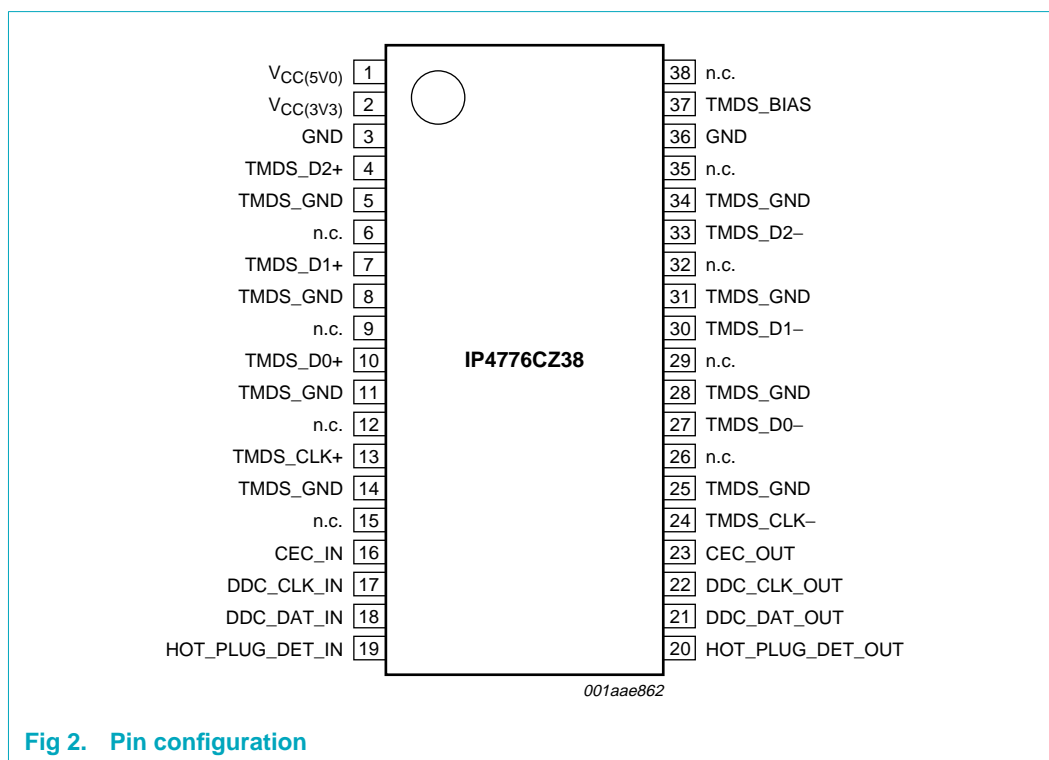 VCC(5V0) 1 38 n.c.
VCC(3V3) 2 37 TMDS_BIAS
GND 3 36 GND
TMDS_D2+ 4 35 n.c.
TMDS_GND 5 34 TMDS_GND
n.c. 6 33 TMDS_D2−
TMDS_D1+ 7 32 n.c.
TMDS_GND 8 31 TMDS_GND
n.c. 9 30 TMDS_D1−
TMDS_D0+ 10 IP4776CZ38 29 n.c.
TMDS_GND 11 28 TMDS_GND
n.c. 12 27 TMDS_D0−
TMDS_CLK+ 13 26 n.c.
TMDS_GND 14 25 TMDS_GND
n.c. 15 24 TMDS_CLK−
CEC_IN 16 23 CEC_OUT
DDC_CLK_IN 17 22 DDC_CLK_OUT
DDC_DAT_IN 18 21 DDC_DAT_OUT
HOT_PLUG_DET_IN 19 20 HOT_PLUG_DET_OUT
001aae862
Fig 2. Pin configuration